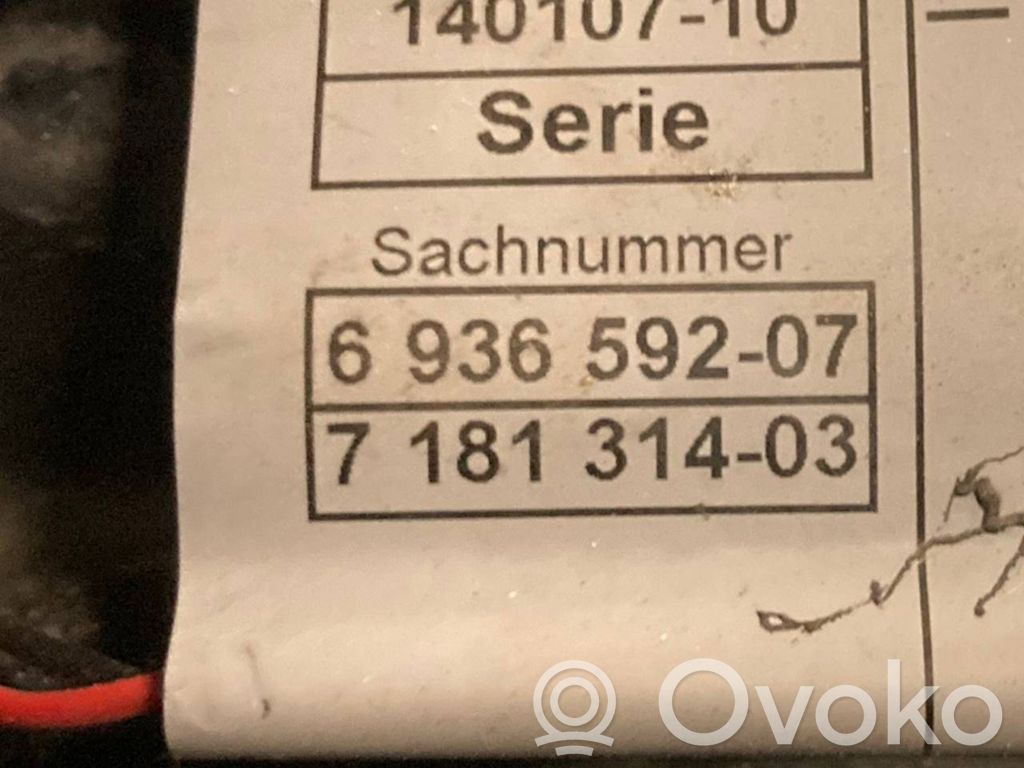 140107-10
Serie
Sachnummer
6 936 592-07
7 181 314-03
Ovoko